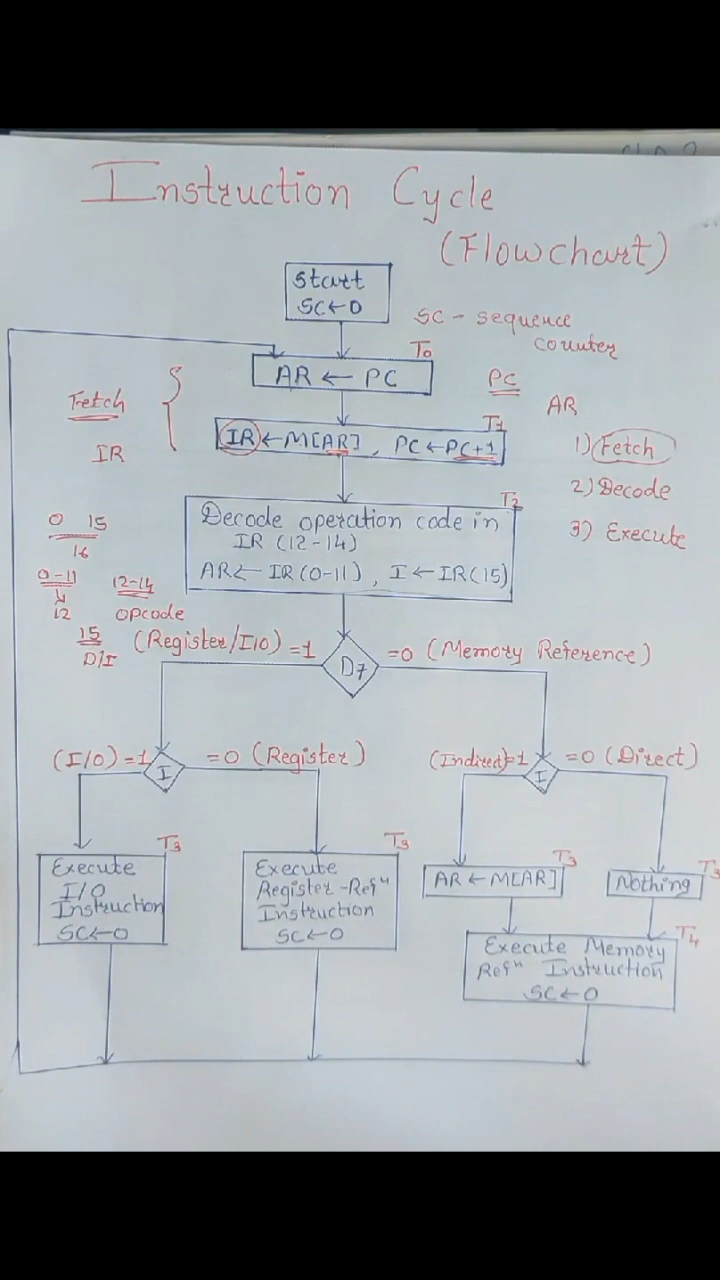 Instruction Cycle
(Flowchart)
Start
SC←0
SC - sequence
counter
T0
AR ← PC
PC
AR
Fetch
IR
T1
IR←M[AR], PC←PC+1
1) Fetch
2) Decode
3) Execute
T2
Decode operation code in
IR (12-14)
AR← IR(0-11), I←IR(15)
0 15
16
0-11 12-14
12 opcode
15
D/I
(Register/I/O) =1
D7
=0 (Memory Reference)
(I/O) =1
I
=0 (Register)
(Indirect)=1
I
=0 (Direct)
T3
Execute
I/O
Instruction
SC←0
T3
Execute
Register-Refⁿ
Instruction
SC←0
T3
AR←M[AR]
T3
Nothing
T4
Execute Memory
Refⁿ Instruction
SC←0